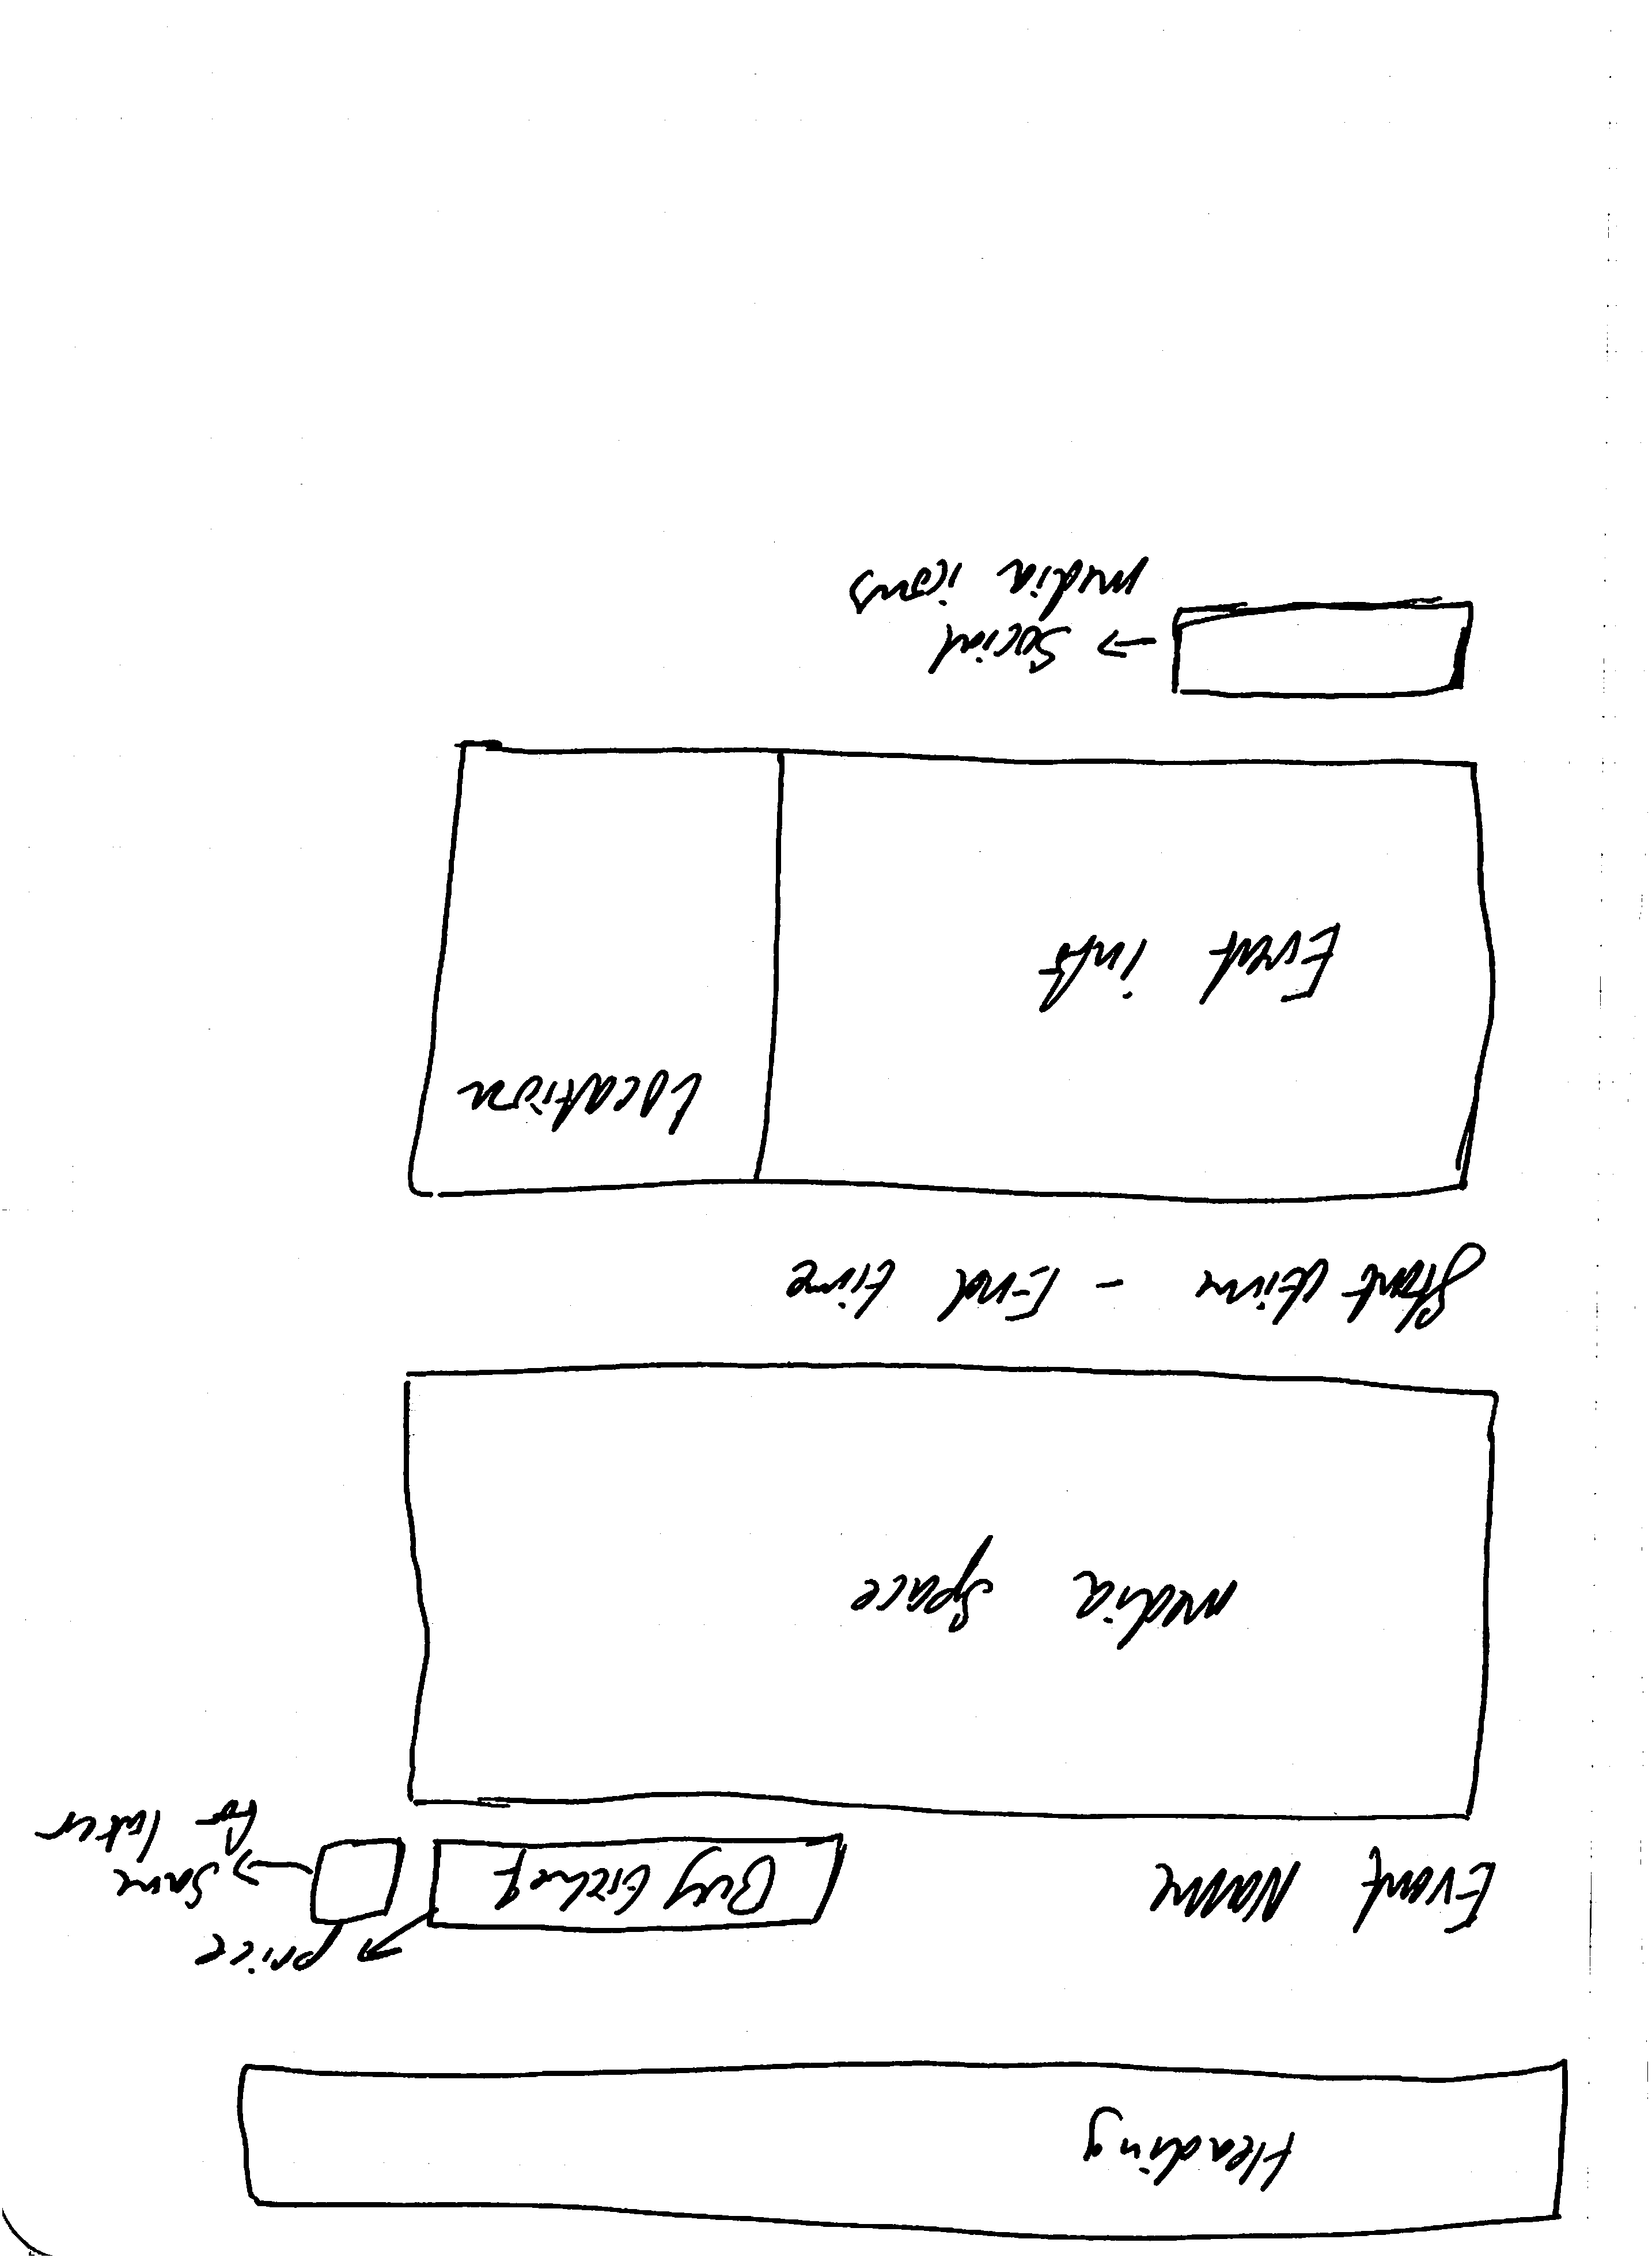 Heading
price
Event Name
Buy ticket
→ Save
for later
media space
Start time - End time
Location
Event info
→ Social
media icons